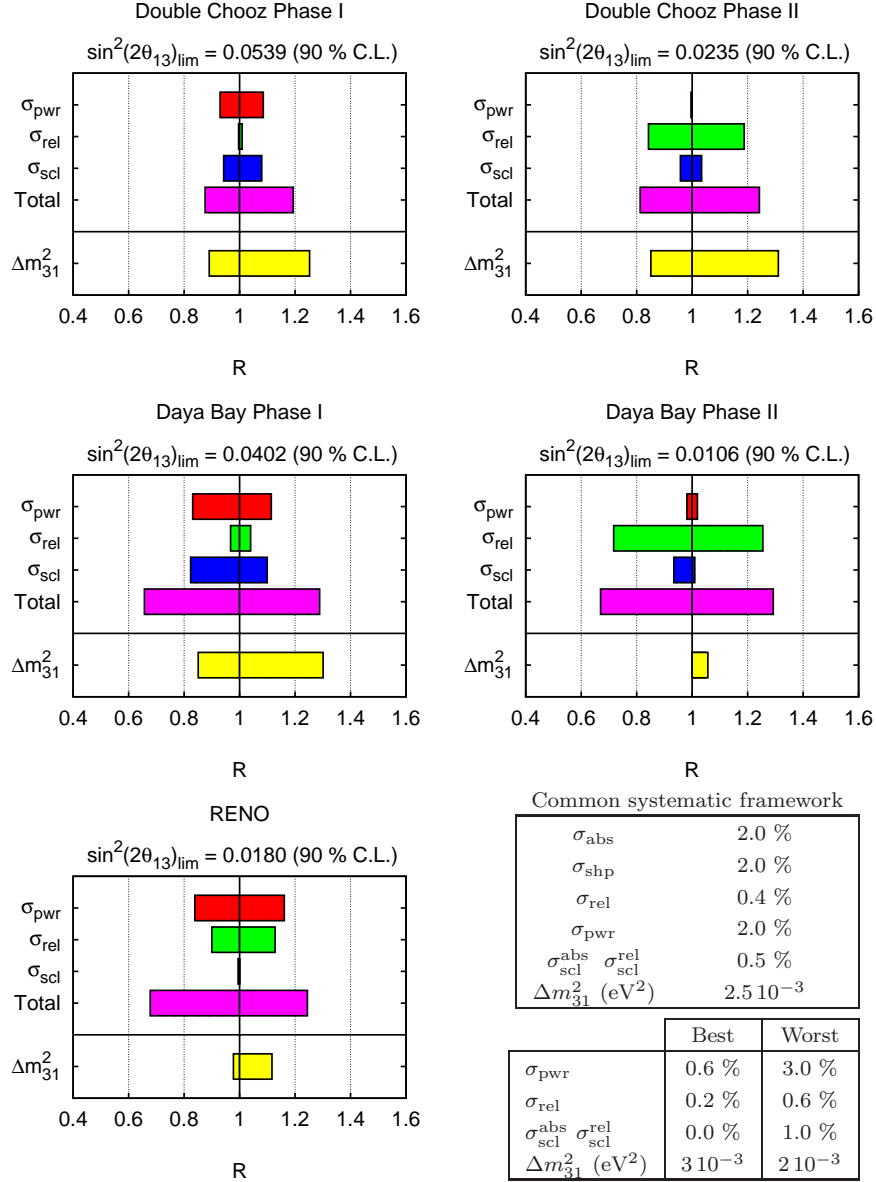 Double Chooz Phase I
sin²(2θ₁₃)lim = 0.0539 (90 % C.L.)
σpwr
σrel
σscl
Total
Δm²₃₁
0.4 0.6 0.8 1 1.2 1.4 1.6
R
Double Chooz Phase II
sin²(2θ₁₃)lim = 0.0235 (90 % C.L.)
σpwr
σrel
σscl
Total
Δm²₃₁
0.4 0.6 0.8 1 1.2 1.4 1.6
R
Daya Bay Phase I
sin²(2θ₁₃)lim = 0.0402 (90 % C.L.)
σpwr
σrel
σscl
Total
Δm²₃₁
0.4 0.6 0.8 1 1.2 1.4 1.6
R
Daya Bay Phase II
sin²(2θ₁₃)lim = 0.0106 (90 % C.L.)
σpwr
σrel
σscl
Total
Δm²₃₁
0.4 0.6 0.8 1 1.2 1.4 1.6
R
RENO
sin²(2θ₁₃)lim = 0.0180 (90 % C.L.)
σpwr
σrel
σscl
Total
Δm²₃₁
0.4 0.6 0.8 1 1.2 1.4 1.6
R
Common systematic framework
σabs 2.0 %
σshp 2.0 %
σrel 0.4 %
σpwr 2.0 %
σscl^abs σscl^rel 0.5 %
Δm²₃₁ (eV²) 2.5 10⁻³
Best Worst
σpwr 0.6 % 3.0 %
σrel 0.2 % 0.6 %
σscl^abs σscl^rel 0.0 % 1.0 %
Δm²₃₁ (eV²) 3 10⁻³ 2 10⁻³